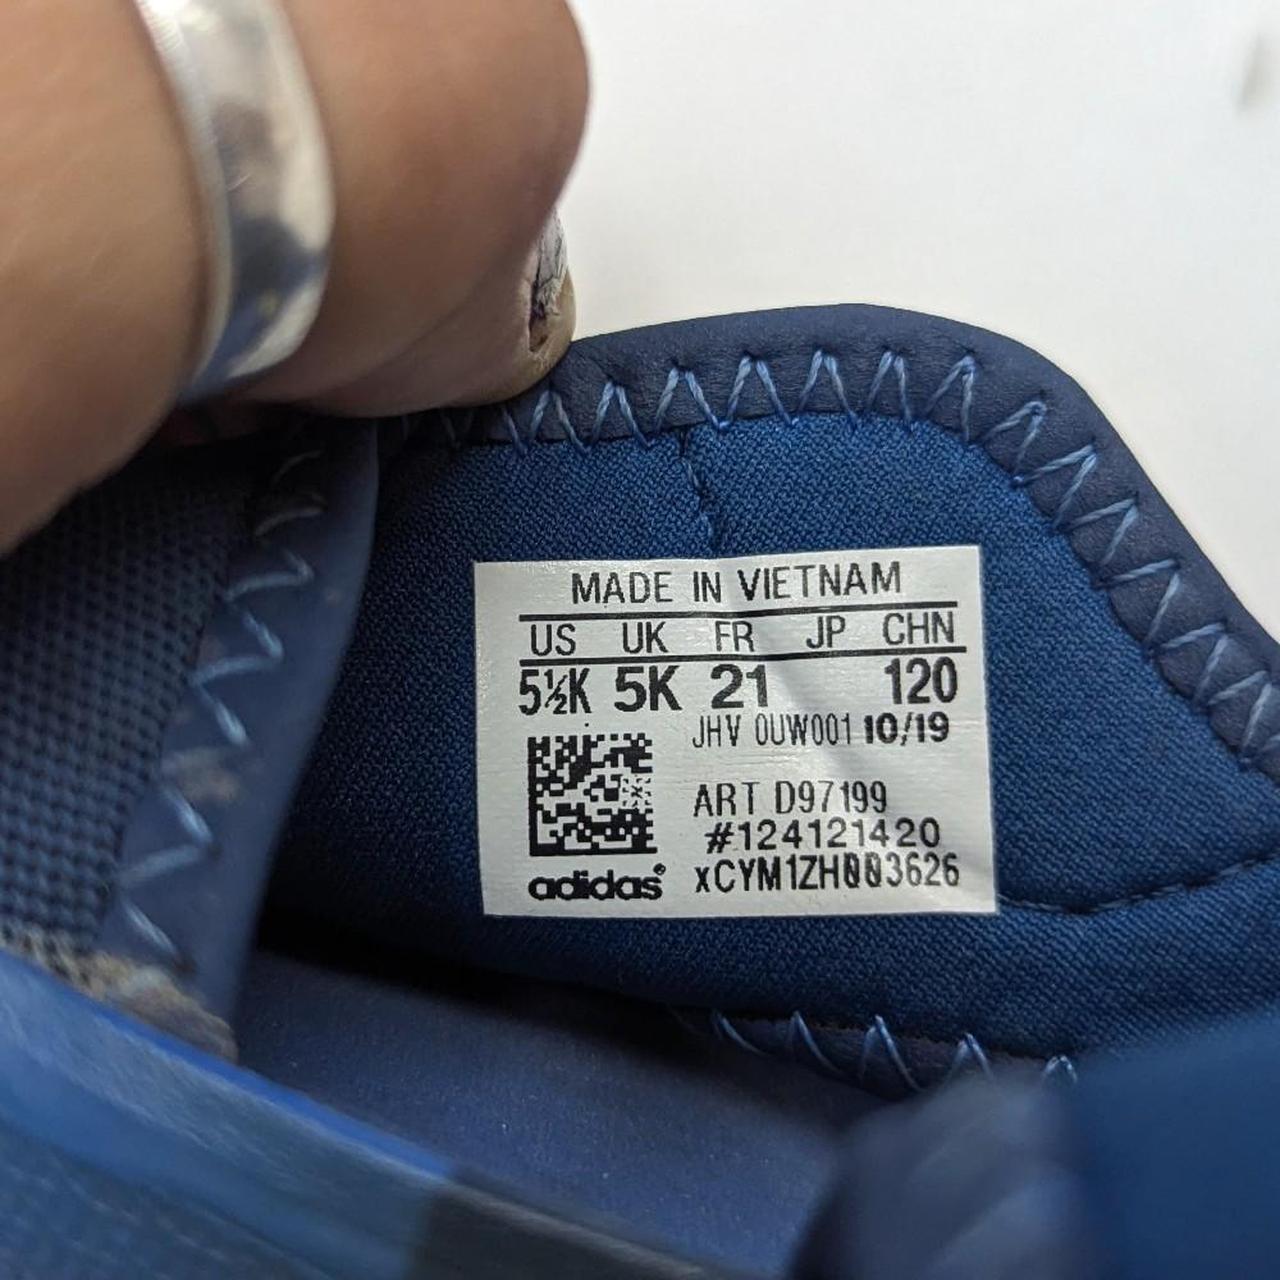 MADE IN VIETNAM
US UK FR JP CHN
5½K 5K 21 120
JHV 0UW001 10/19
ART D97199
#124121420
xCYM1ZH003626
adidas®